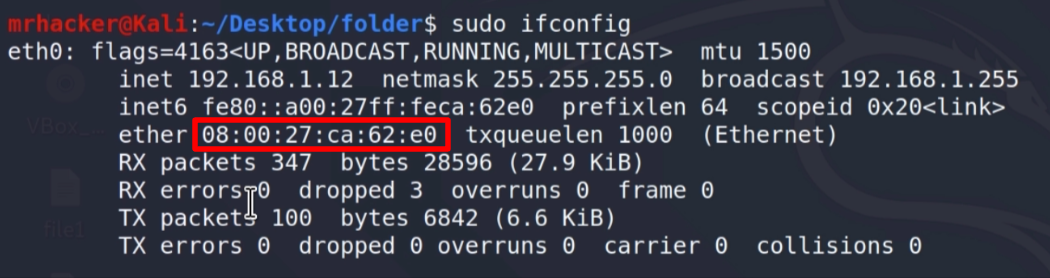 mrhacker@Kali:~/Desktop/folder$ sudo ifconfig
eth0: flags=4163<UP,BROADCAST,RUNNING,MULTICAST>  mtu 1500
inet 192.168.1.12  netmask 255.255.255.0  broadcast 192.168.1.255
inet6 fe80::a00:27ff:feca:62e0  prefixlen 64  scopeid 0x20<link>
ether 08:00:27:ca:62:e0  txqueuelen 1000  (Ethernet)
RX packets 347  bytes 28596 (27.9 KiB)
RX errors 0  dropped 3  overruns 0  frame 0
TX packets 100  bytes 6842 (6.6 KiB)
TX errors 0  dropped 0 overruns 0  carrier 0  collisions 0
VBox_...
file1